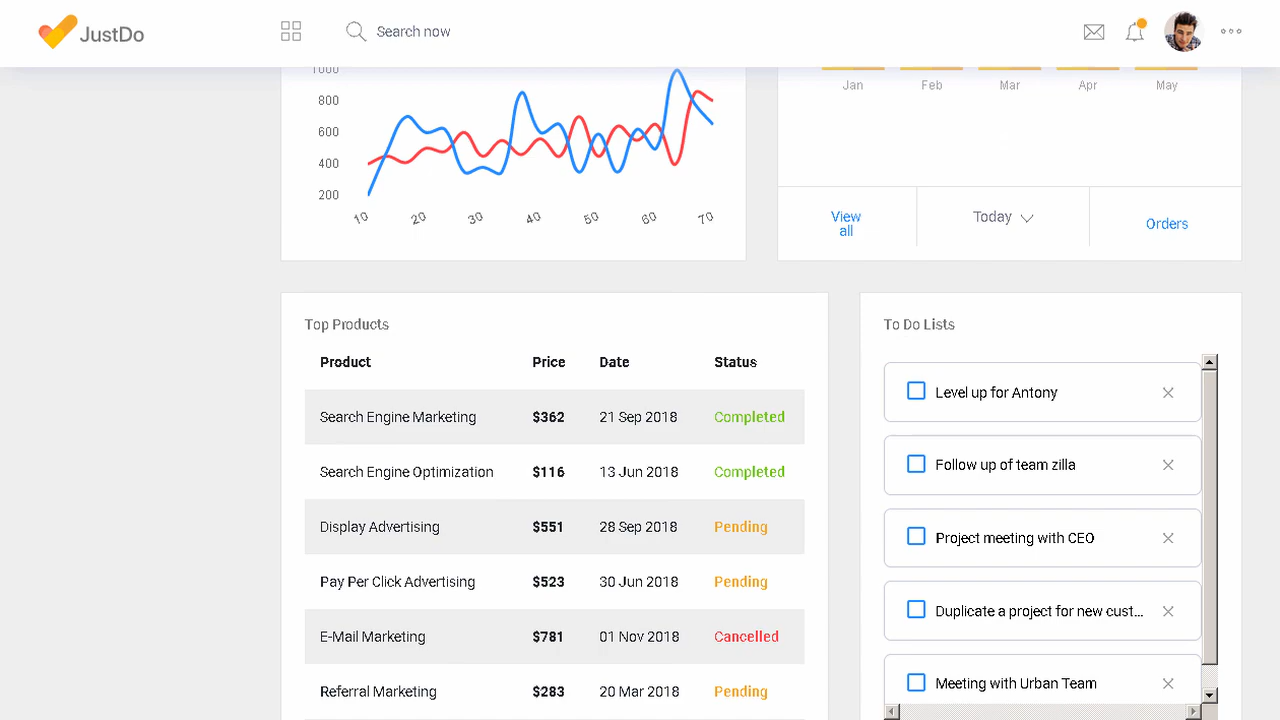 JustDo
Search now
1000
800
600
400
200
10 20 30 40 50 60 70
Jan Feb Mar Apr May
View all
Today
Orders
Top Products
Product Price Date Status
Search Engine Marketing $362 21 Sep 2018 Completed
Search Engine Optimization $116 13 Jun 2018 Completed
Display Advertising $551 28 Sep 2018 Pending
Pay Per Click Advertising $523 30 Jun 2018 Pending
E-Mail Marketing $781 01 Nov 2018 Cancelled
Referral Marketing $283 20 Mar 2018 Pending
To Do Lists
Level up for Antony
Follow up of team zilla
Project meeting with CEO
Duplicate a project for new cust...
Meeting with Urban Team